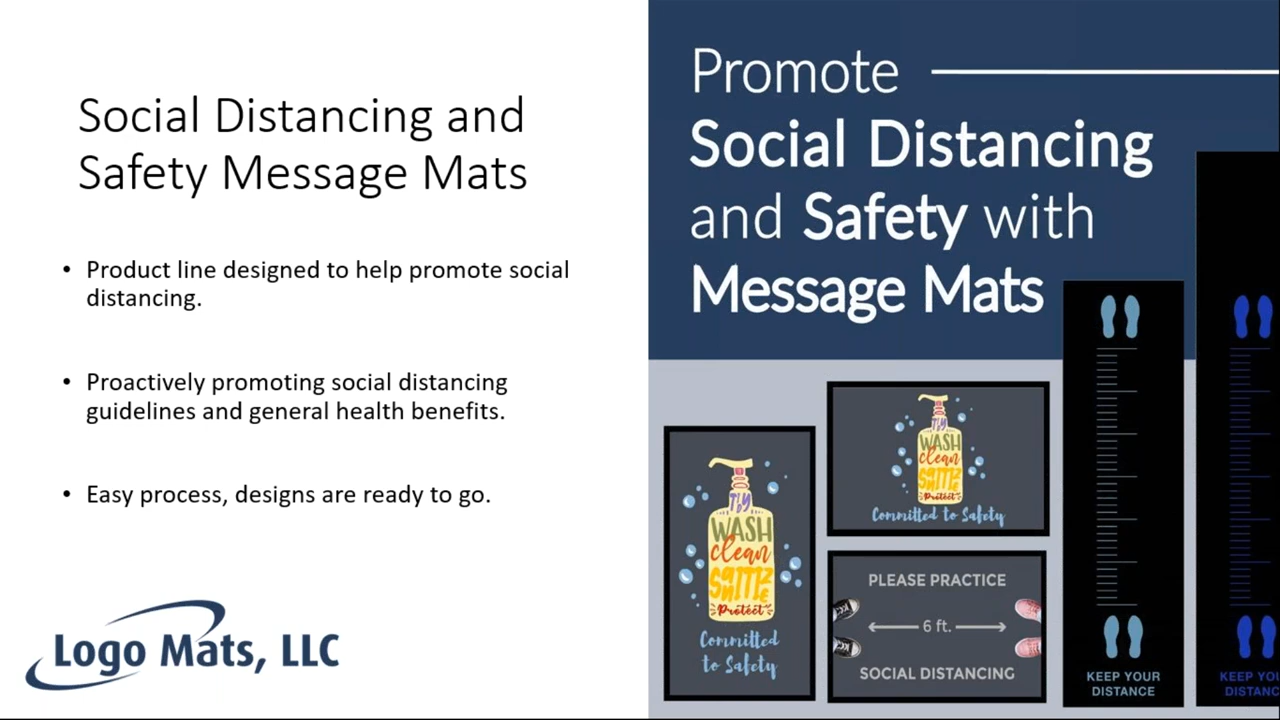 Social Distancing and
Safety Message Mats
• Product line designed to help promote social
distancing.
• Proactively promoting social distancing
guidelines and general health benefits.
• Easy process, designs are ready to go.
Logo Mats, LLC
Promote
Social Distancing
and Safety with
Message Mats
WASH
clean
Protect
Committed
to Safety
WASH
clean
Protect
Committed to Safety
PLEASE PRACTICE
6 ft.
SOCIAL DISTANCING
KEEP YOUR
DISTANCE
KEEP YOU
DISTANC